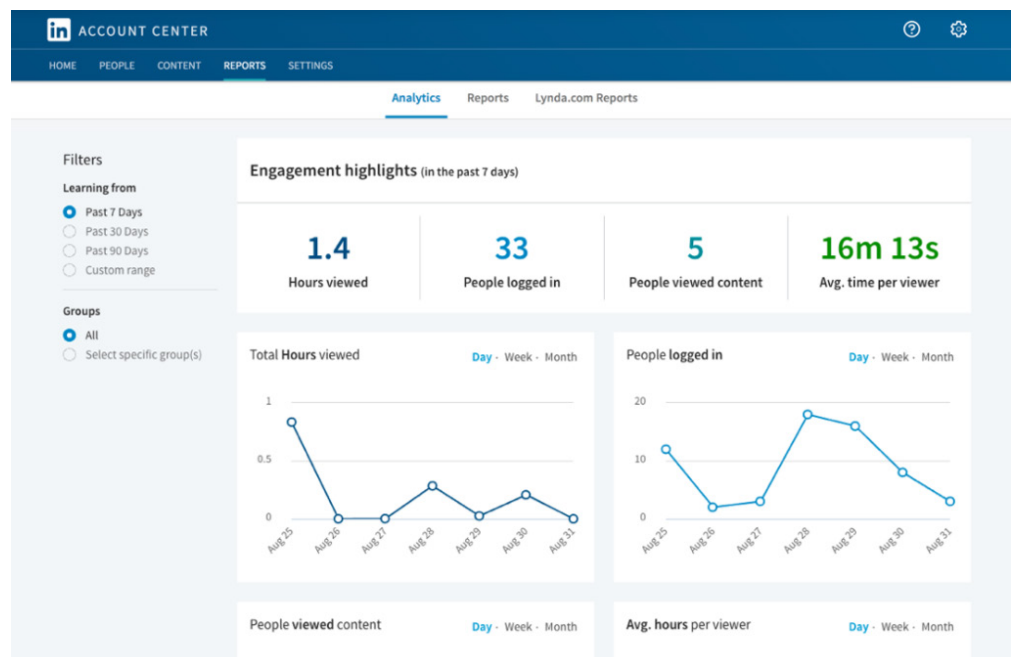 in ACCOUNT CENTER
HOME PEOPLE CONTENT REPORTS SETTINGS
Analytics Reports Lynda.com Reports
Filters
Learning from
Past 7 Days
Past 30 Days
Past 90 Days
Custom range
Groups
All
Select specific group(s)
Engagement highlights (in the past 7 days)
1.4 33 5 16m 13s
Hours viewed People logged in People viewed content Avg. time per viewer
Total Hours viewed Day · Week · Month
1
0.5
0
Aug 25 Aug 26 Aug 27 Aug 28 Aug 29 Aug 30 Aug 31
People logged in Day · Week · Month
20
10
0
Aug 25 Aug 26 Aug 27 Aug 28 Aug 29 Aug 30 Aug 31
People viewed content Day · Week · Month
Avg. hours per viewer Day · Week · Month